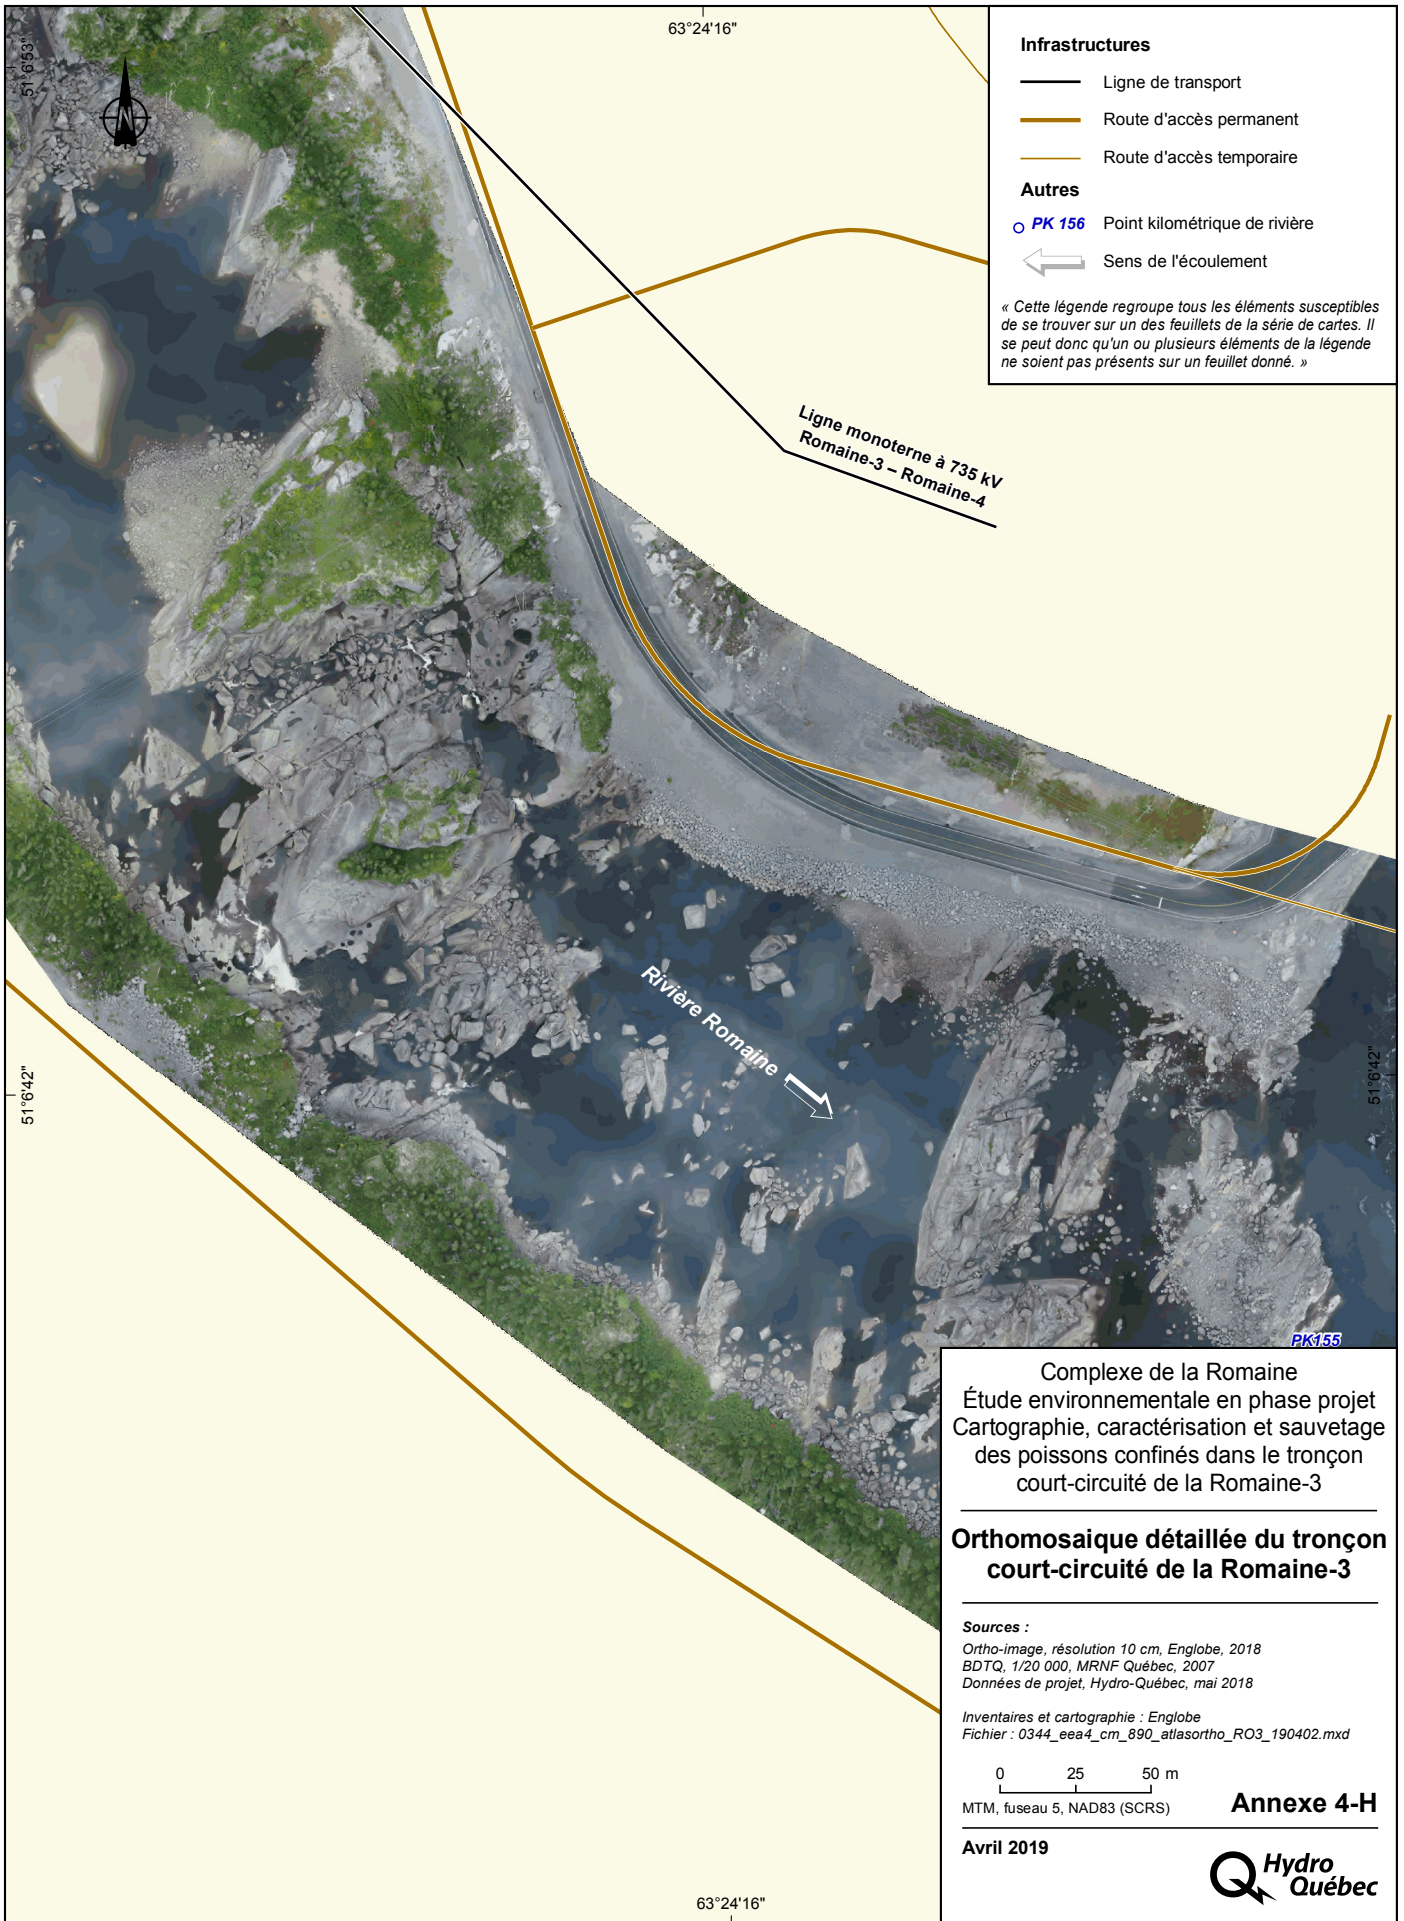 63°24'16"
51°6'53"
N
Infrastructures
Ligne de transport
Route d'accès permanent
Route d'accès temporaire
Autres
PK 156 Point kilométrique de rivière
Sens de l'écoulement
« Cette légende regroupe tous les éléments susceptibles
de se trouver sur un des feuillets de la série de cartes. Il
se peut donc qu'un ou plusieurs éléments de la légende
ne soient pas présents sur un feuillet donné. »
Ligne monoterne à 735 kV
Romaine-3 – Romaine-4
Rivière Romaine
51°6'42"
51°6'42"
PK155
Complexe de la Romaine
Étude environnementale en phase projet
Cartographie, caractérisation et sauvetage
des poissons confinés dans le tronçon
court-circuité de la Romaine-3
Orthomosaique détaillée du tronçon
court-circuité de la Romaine-3
Sources :
Ortho-image, résolution 10 cm, Englobe, 2018
BDTQ, 1/20 000, MRNF Québec, 2007
Données de projet, Hydro-Québec, mai 2018
Inventaires et cartographie : Englobe
Fichier : 0344_eea4_cm_890_atlasortho_RO3_190402.mxd
0 25 50 m
MTM, fuseau 5, NAD83 (SCRS)
Annexe 4-H
Avril 2019
Hydro
Québec
63°24'16"